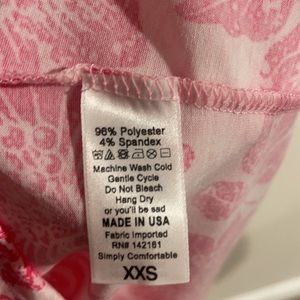 96% Polyester
4% Spandex
Machine Wash Cold
Gentle Cycle
Do Not Bleach
Hang Dry
or you'll be sad
MADE IN USA
Fabric Imported
RN# 142161
Simply Comfortable
XXS